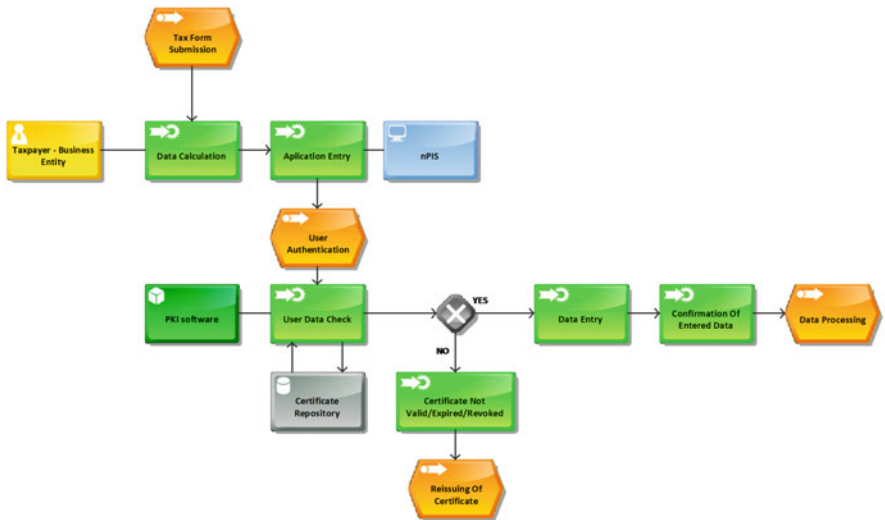 Tax Form
Submission
Taxpayer - Business
Entity
Data Calculation
Aplication Entry
nPIS
User
Authentication
PKI software
User Data Check
YES
Data Entry
Confirmation Of
Entered Data
Data Processing
NO
Certificate
Repository
Certificate Not
Valid/Expired/Revoked
Reissuing Of
Certificate